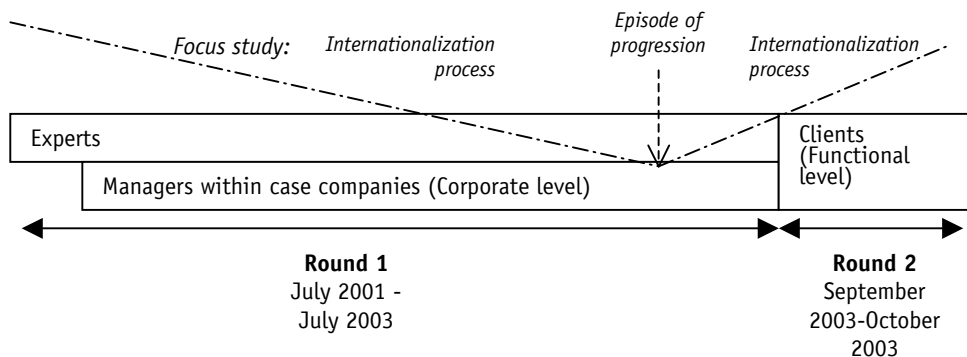 Focus study:
Internationalization
process
Episode of
progression
Internationalization
process
Experts
Managers within case companies (Corporate level)
Clients
(Functional
level)
Round 1
July 2001 -
July 2003
Round 2
September
2003-October
2003